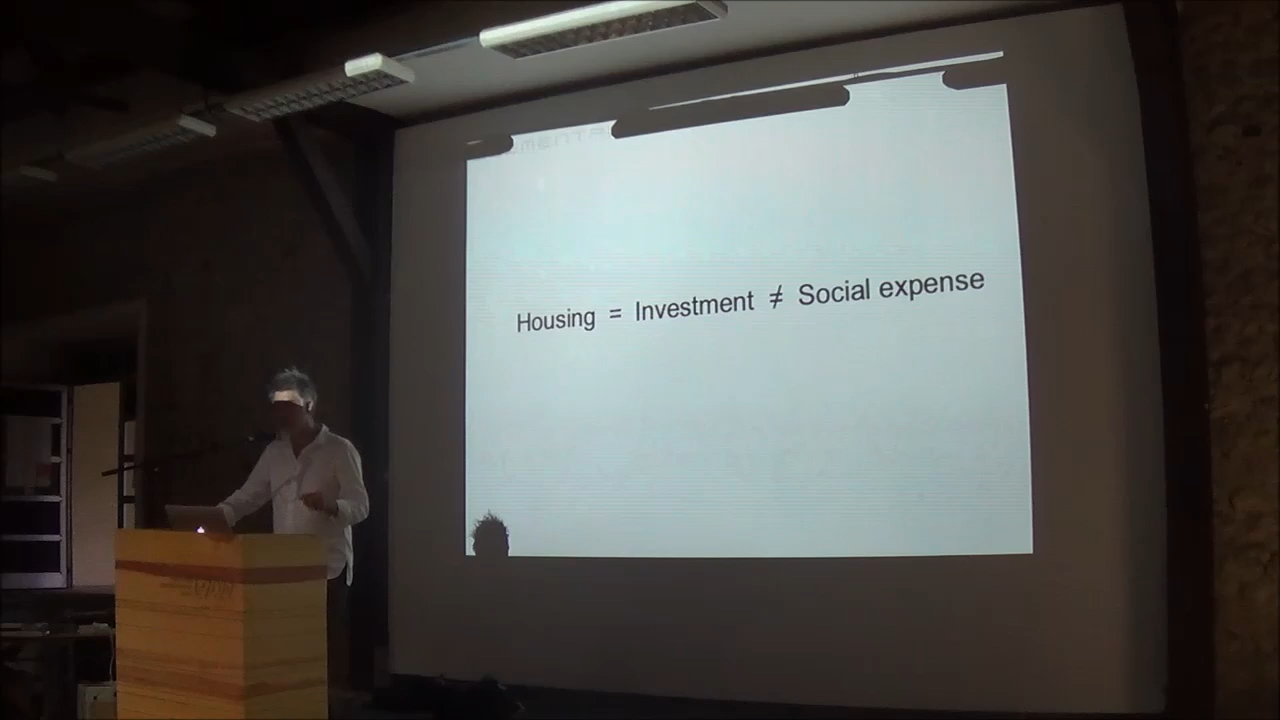 Housing = Investment ≠ Social expense